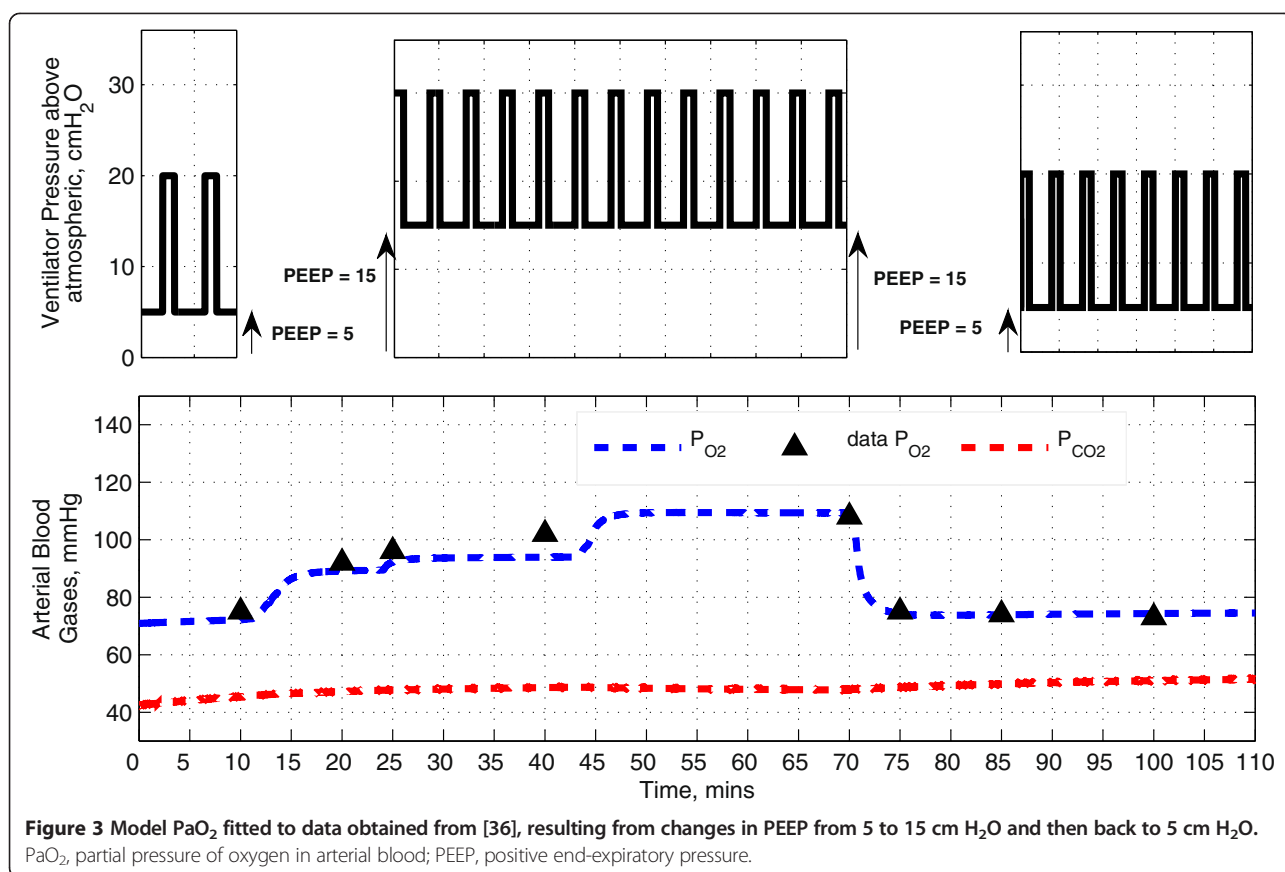 Ventilator Pressure above
atmospheric, cmH2O
30
20
10
0
PEEP = 5
PEEP = 15
PEEP = 15
PEEP = 5
Arterial Blood
Gases, mmHg
140
120
100
80
60
40
PO2
data PO2
PCO2
0 5 10 15 20 25 30 35 40 45 50 55 60 65 70 75 80 85 90 95 100 105 110
Time, mins
Figure 3 Model PaO2 fitted to data obtained from [36], resulting from changes in PEEP from 5 to 15 cm H2O and then back to 5 cm H2O.
PaO2, partial pressure of oxygen in arterial blood; PEEP, positive end-expiratory pressure.